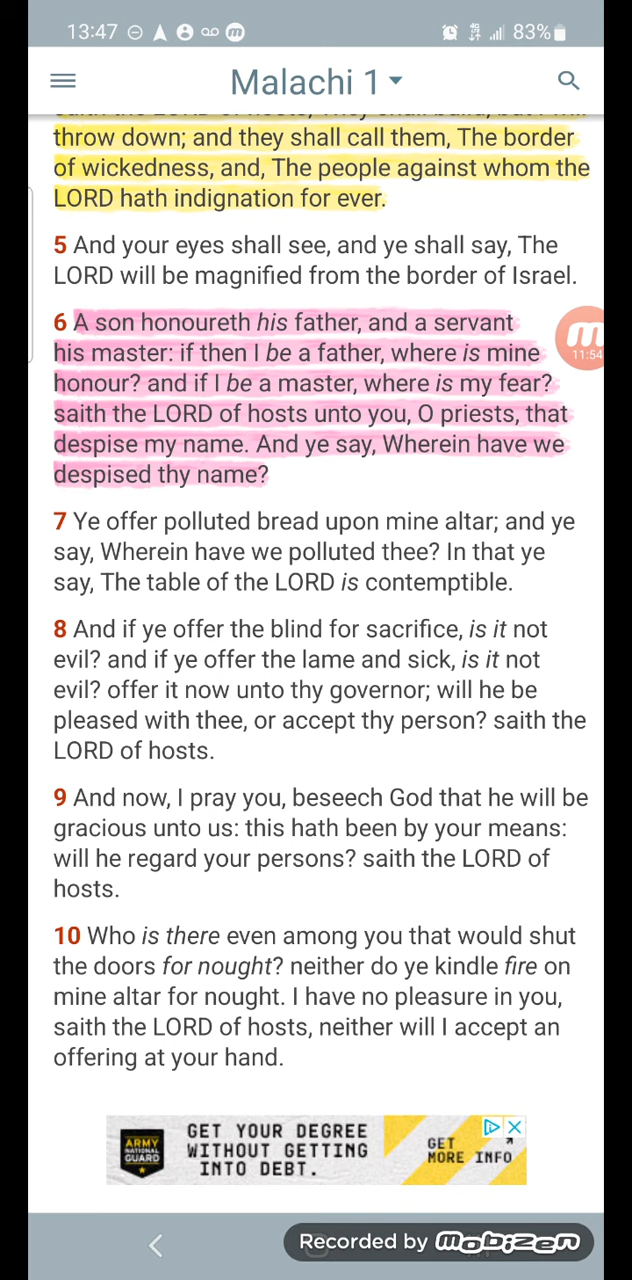 13:47
83%
Malachi 1
throw down; and they shall call them, The border
of wickedness, and, The people against whom the
LORD hath indignation for ever.
5 And your eyes shall see, and ye shall say, The
LORD will be magnified from the border of Israel.
6 A son honoureth his father, and a servant
his master: if then I be a father, where is mine
honour? and if I be a master, where is my fear?
saith the LORD of hosts unto you, O priests, that
despise my name. And ye say, Wherein have we
despised thy name?
m
11:54
7 Ye offer polluted bread upon mine altar; and ye
say, Wherein have we polluted thee? In that ye
say, The table of the LORD is contemptible.
8 And if ye offer the blind for sacrifice, is it not
evil? and if ye offer the lame and sick, is it not
evil? offer it now unto thy governor; will he be
pleased with thee, or accept thy person? saith the
LORD of hosts.
9 And now, I pray you, beseech God that he will be
gracious unto us: this hath been by your means:
will he regard your persons? saith the LORD of
hosts.
10 Who is there even among you that would shut
the doors for nought? neither do ye kindle fire on
mine altar for nought. I have no pleasure in you,
saith the LORD of hosts, neither will I accept an
offering at your hand.
ARMY
NATIONAL
GUARD
GET YOUR DEGREE
WITHOUT GETTING
INTO DEBT.
GET
MORE INFO
Recorded by mobizen